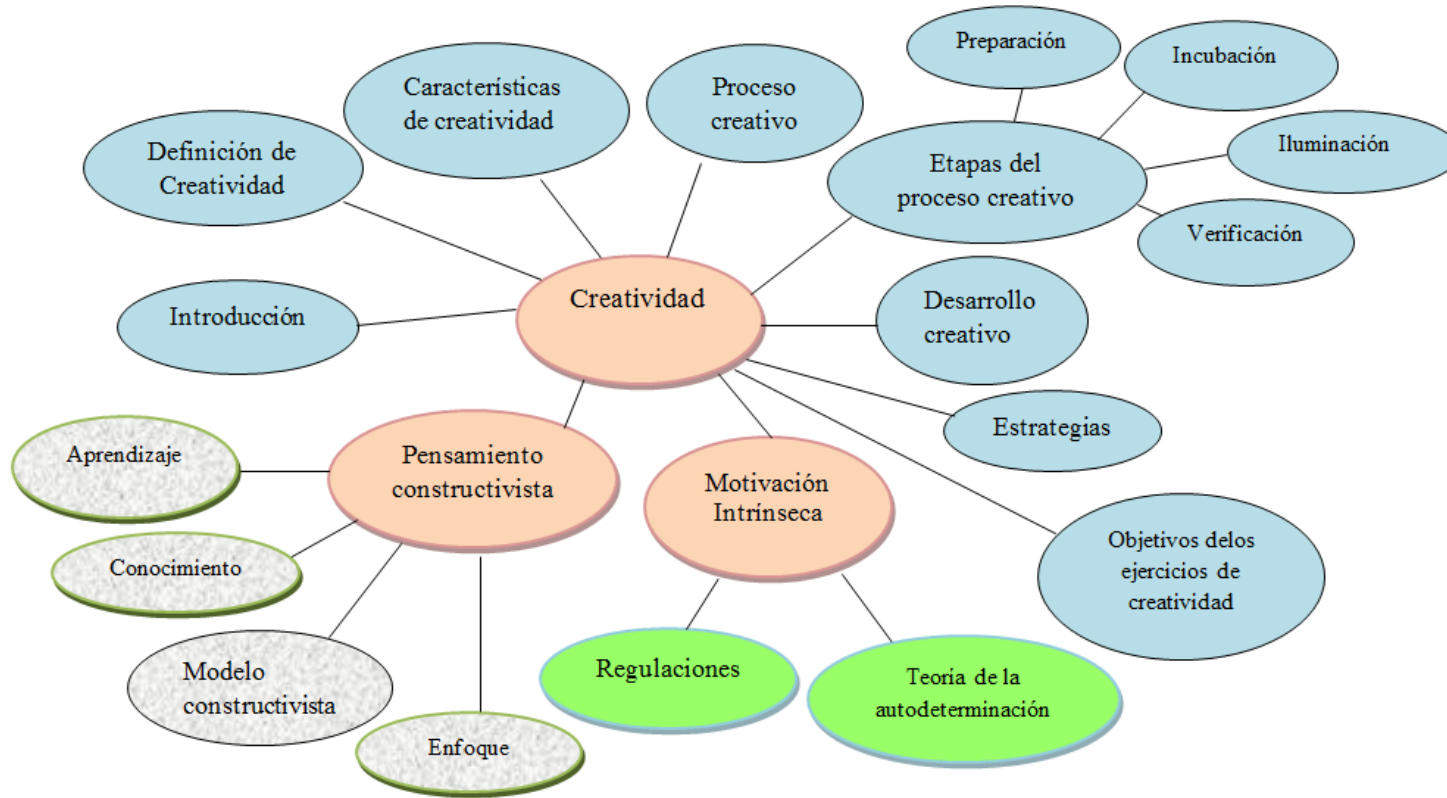 Preparación
Incubación
Características
de creatividad
Proceso
creativo
Iluminación
Definición de
Creatividad
Etapas del
proceso creativo
Verificación
Creatividad
Introducción
Desarrollo
creativo
Estrategias
Aprendizaje
Pensamiento
constructivista
Motivación
Intrínseca
Conocimiento
Objetivos delos
ejercicios de
creatividad
Modelo
constructivista
Regulaciones
Teoría de la
autodeterminación
Enfoque